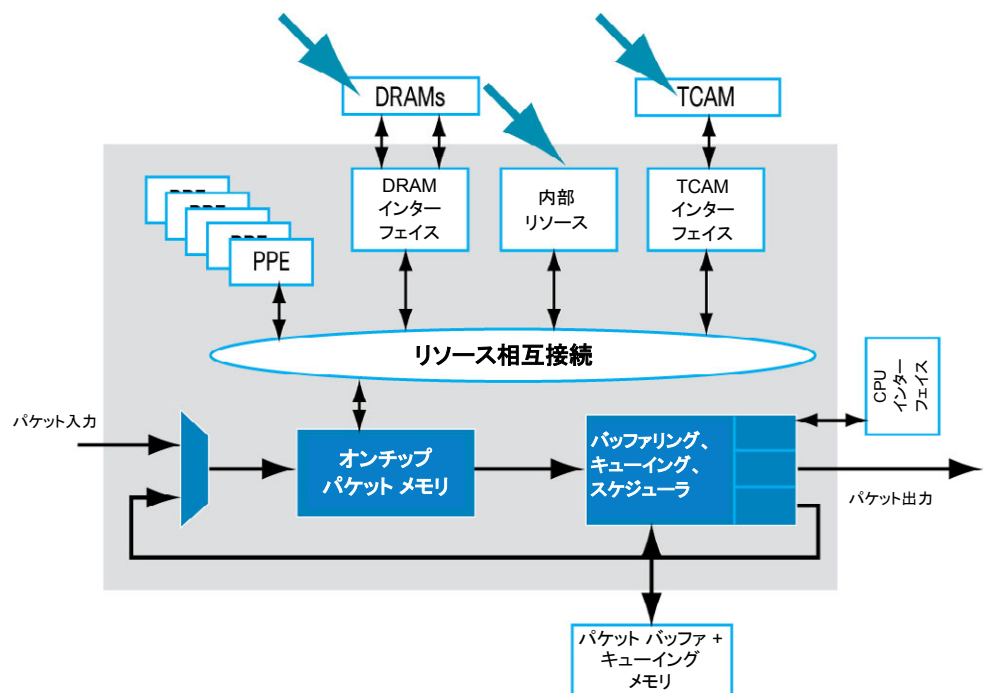 DRAMs
TCAM
DRAM
インター
フェイス
内部
リソース
TCAM
インター
フェイス
PPE
リソース相互接続
CPU
インター
フェイス
パケット入力
オンチップ
パケット メモリ
バッファリング、
キューイング、
スケジューラ
パケット出力
パケット バッファ +
キューイング
メモリ